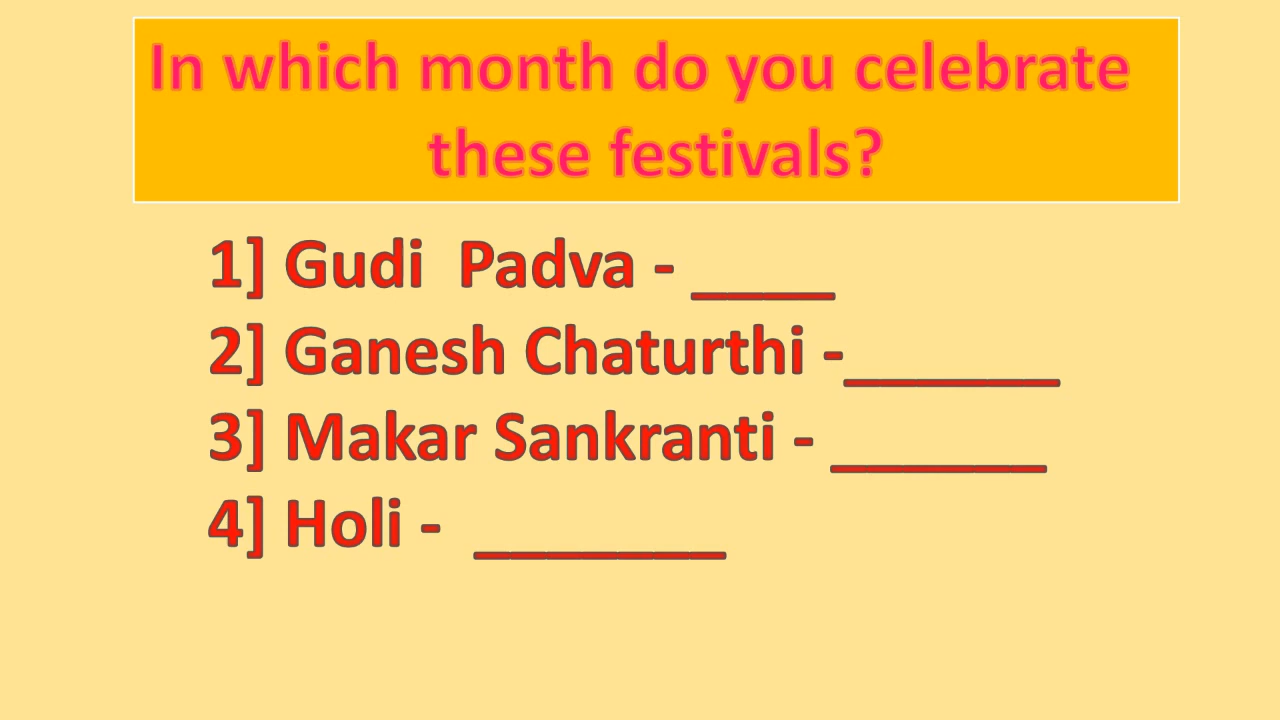 In which month do you celebrate
these festivals?
1] Gudi  Padva - ____
2] Ganesh Chaturthi -______
3] Makar Sankranti - ______
4] Holi -  _______